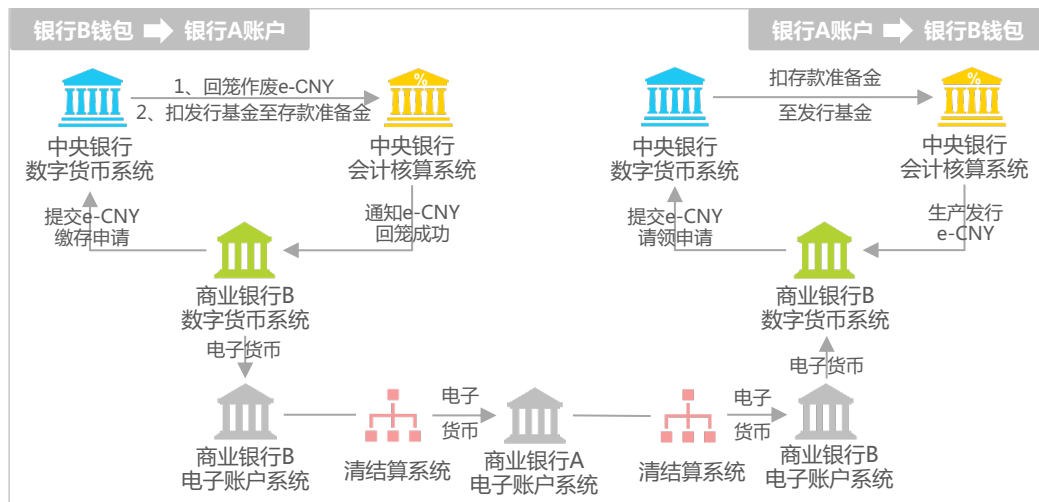 银行B钱包 银行A账户
银行A账户 银行B钱包
1、回笼作废e-CNY
2、扣发行基金至存款准备金
%
中央银行
数字货币系统
中央银行
会计核算系统
提交e-CNY
缴存申请
通知e-CNY
回笼成功
商业银行B
数字货币系统
电子货币
商业银行B
电子账户系统
清结算系统
电子
货币
商业银行A
电子账户系统
扣存款准备金
至发行基金
%
中央银行
数字货币系统
中央银行
会计核算系统
提交e-CNY
请领申请
生产发行
e-CNY
商业银行B
数字货币系统
电子货币
清结算系统
电子
货币
商业银行B
电子账户系统